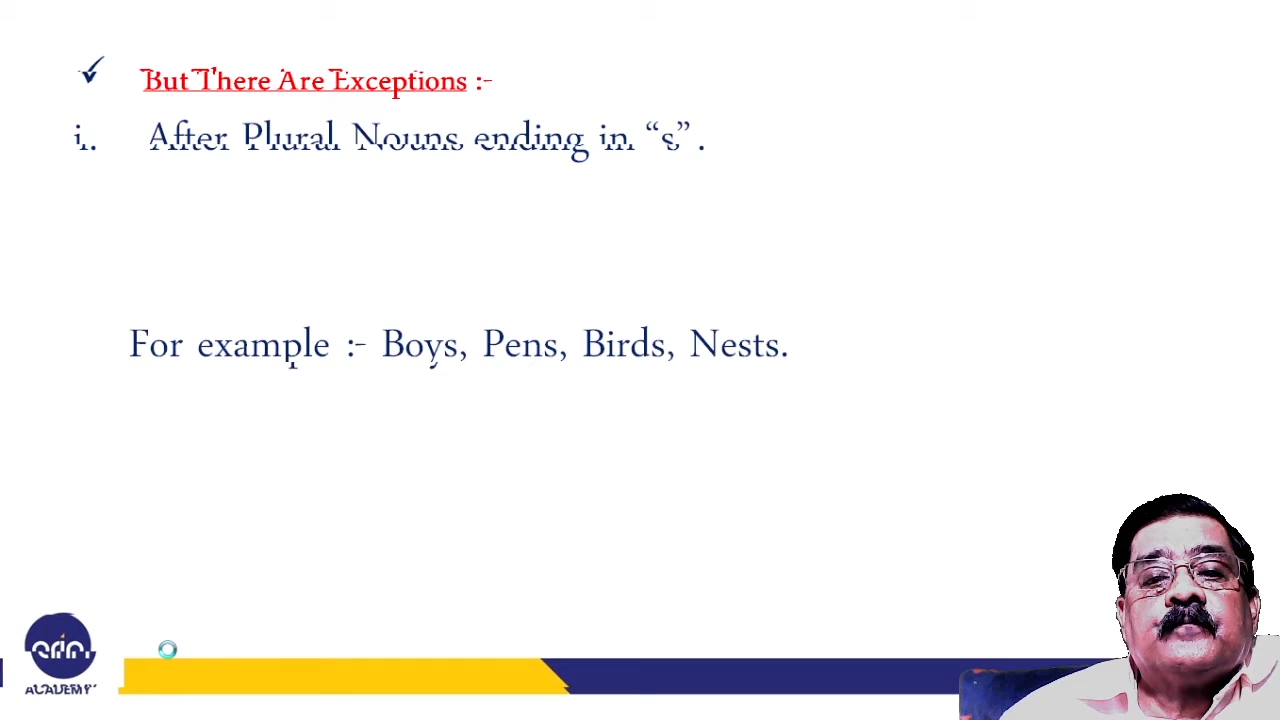 But There Are Exceptions :-
i. After Plural Nouns ending in “s”.
For example :- Boys, Pens, Birds, Nests.
ACADEMY